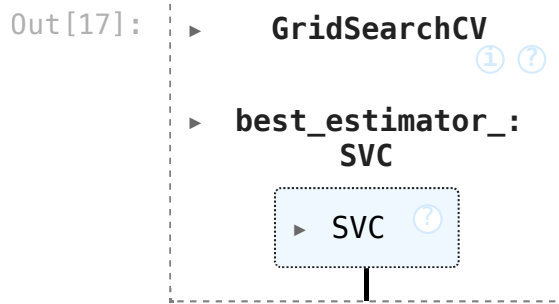 Out[17]:
▸ GridSearchCV
i ?
▸ best_estimator_:
SVC
▸ SVC ?